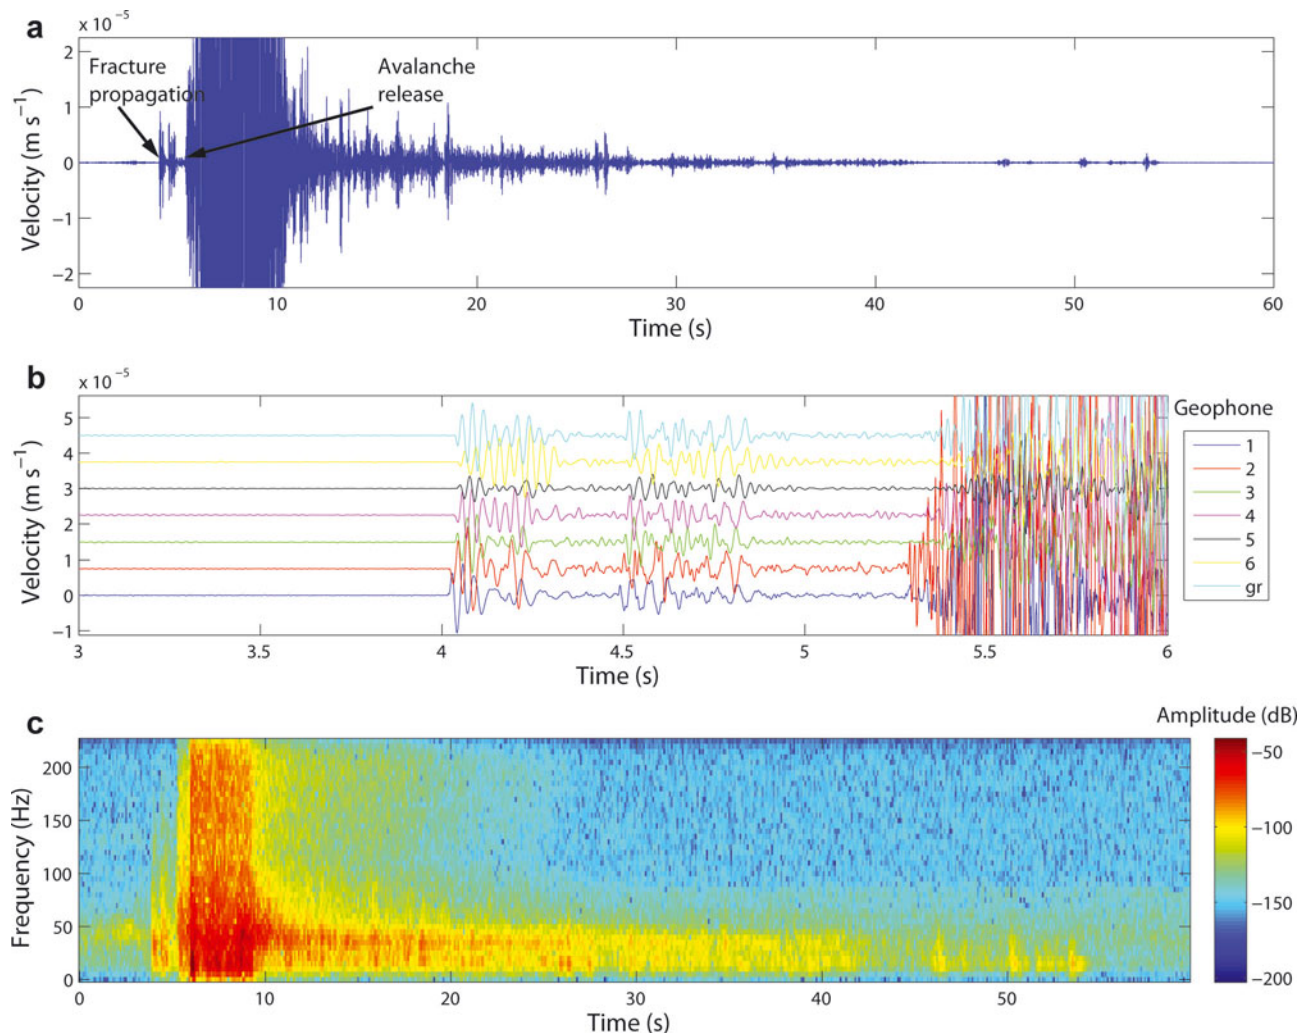 a
x 10 −5
Fracture propagation
Avalanche release
Velocity (m s−1)
2
1
0
−1
−2
0 10 20 30 40 50 60
Time (s)
b
x 10 −5
Velocity (m s−1)
5
4
3
2
1
0
−1
3 3.5 4 4.5 5 5.5 6
Time (s)
Geophone
1
2
3
4
5
6
gr
c
Amplitude (dB)
Frequency (Hz)
200
150
100
50
0
0 10 20 30 40 50
Time (s)
−50
−100
−150
−200